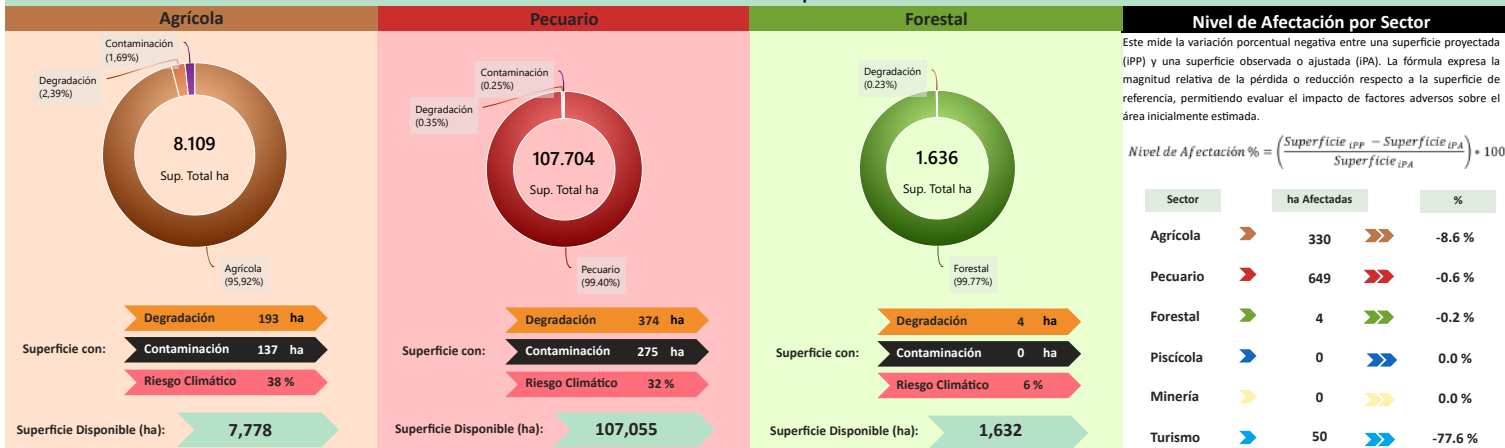 Agrícola
Contaminación
(1,69%)
Degradación
(2,39%)
8.109
Sup. Total ha
Agrícola
(95,92%)
Superficie con:
Degradación 193 ha
Contaminación 137 ha
Riesgo Climático 38 %
Superficie Disponible (ha): 7,778
Pecuario
Contaminación
(0.25%)
Degradación
(0.35%)
107.704
Sup. Total ha
Pecuario
(99.40%)
Superficie con:
Degradación 374 ha
Contaminación 275 ha
Riesgo Climático 32 %
Superficie Disponible (ha): 107,055
Forestal
Degradación
(0.23%)
1.636
Sup. Total ha
Forestal
(99.77%)
Superficie con:
Degradación 4 ha
Contaminación 0 ha
Riesgo Climático 6 %
Superficie Disponible (ha): 1,632
Nivel de Afectación por Sector
Este mide la variación porcentual negativa entre una superficie proyectada
(iPP) y una superficie observada o ajustada (iPA). La fórmula expresa la
magnitud relativa de la pérdida o reducción respecto a la superficie de
referencia, permitiendo evaluar el impacto de factores adversos sobre el
área inicialmente estimada.
Nivel de Afectación % = ((Superficie iPP − Superficie iPA) / Superficie iPA) * 100
Sector ha Afectadas %
Agrícola 330 -8.6 %
Pecuario 649 -0.6 %
Forestal 4 -0.2 %
Piscícola 0 0.0 %
Minería 0 0.0 %
Turismo 50 -77.6 %